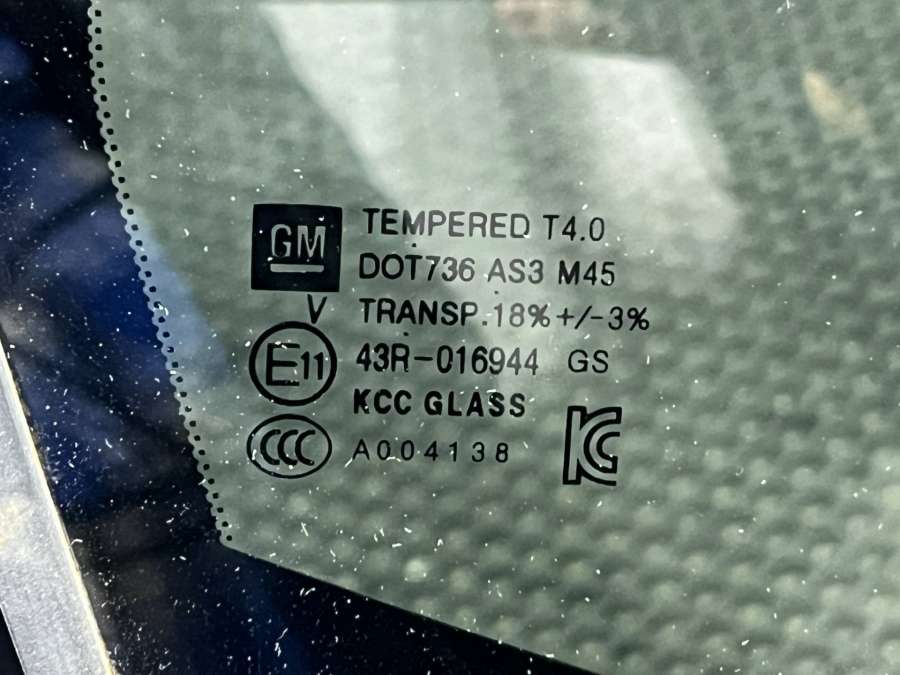 GM TEMPERED T4.0
DOT736 AS3 M45
V TRANSP.18%+/-3%
E11 43R-016944 GS
KCC GLASS
CCC A004138 KC